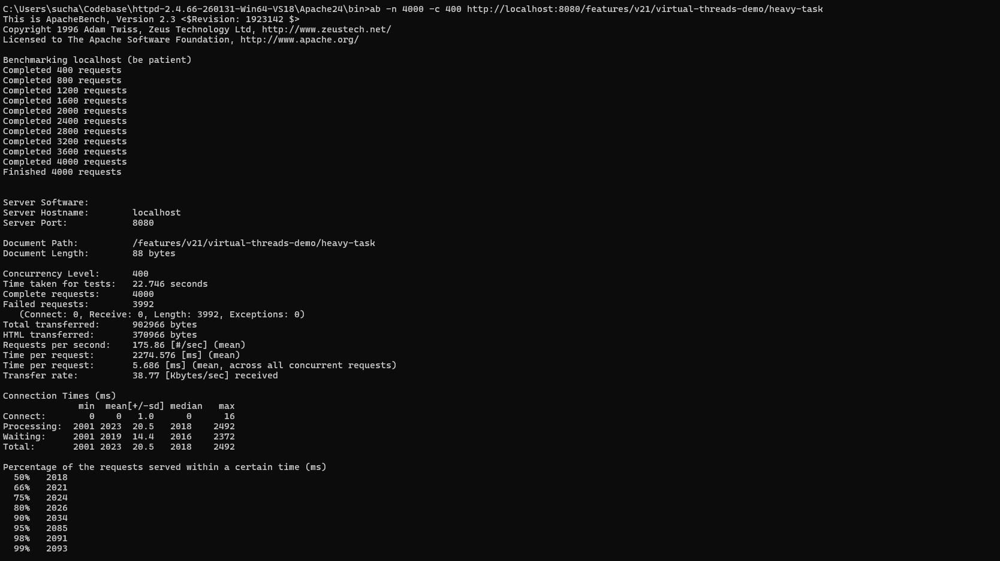 C:\Users\sucha\Codebase\httpd-2.4.66-260131-Win64-VS18\Apache24\bin>ab -n 4000 -c 400 http://localhost:8080/features/v21/virtual-threads-demo/heavy-task
This is ApacheBench, Version 2.3 <$Revision: 1923142 $>
Copyright 1996 Adam Twiss, Zeus Technology Ltd, http://www.zeustech.net/
Licensed to The Apache Software Foundation, http://www.apache.org/

Benchmarking localhost (be patient)
Completed 400 requests
Completed 800 requests
Completed 1200 requests
Completed 1600 requests
Completed 2000 requests
Completed 2400 requests
Completed 2800 requests
Completed 3200 requests
Completed 3600 requests
Completed 4000 requests
Finished 4000 requests


Server Software:
Server Hostname:        localhost
Server Port:            8080

Document Path:          /features/v21/virtual-threads-demo/heavy-task
Document Length:        88 bytes

Concurrency Level:      400
Time taken for tests:   22.746 seconds
Complete requests:      4000
Failed requests:        3992
   (Connect: 0, Receive: 0, Length: 3992, Exceptions: 0)
Total transferred:      902966 bytes
HTML transferred:       370966 bytes
Requests per second:    175.86 [#/sec] (mean)
Time per request:       2274.576 [ms] (mean)
Time per request:       5.686 [ms] (mean, across all concurrent requests)
Transfer rate:          38.77 [Kbytes/sec] received

Connection Times (ms)
              min  mean[+/-sd] median   max
Connect:        0    0   1.0      0      16
Processing:  2001 2023  20.5   2018    2492
Waiting:     2001 2019  14.4   2016    2372
Total:       2001 2023  20.5   2018    2492

Percentage of the requests served within a certain time (ms)
  50%   2018
  66%   2021
  75%   2024
  80%   2026
  90%   2034
  95%   2085
  98%   2091
  99%   2093